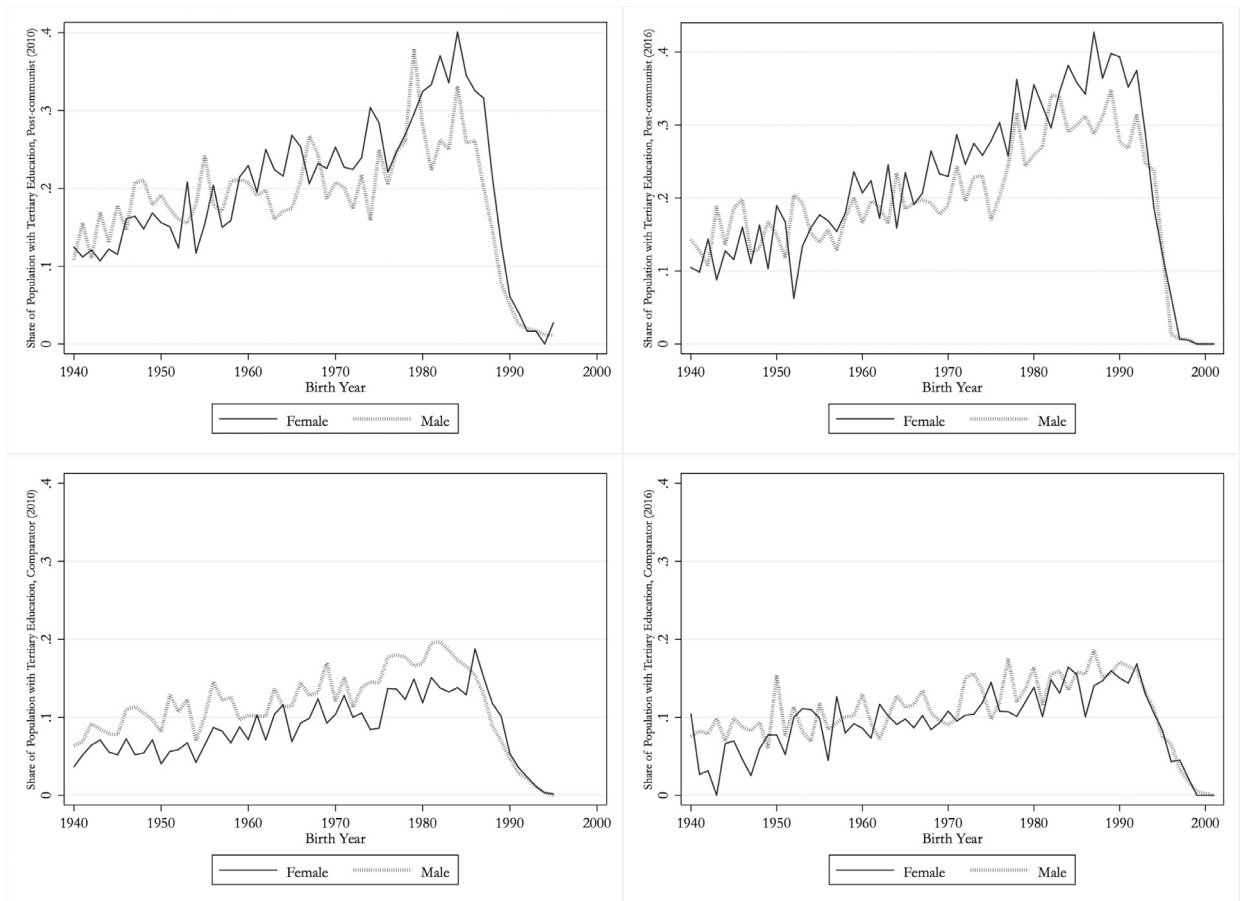 Share of Population with Tertiary Education, Post-communist (2010)
.4
.3
.2
.1
0
1940 1950 1960 1970 1980 1990 2000
Birth Year
Female Male
Share of Population with Tertiary Education, Post-communist (2016)
.4
.3
.2
.1
0
1940 1950 1960 1970 1980 1990 2000
Birth Year
Female Male
Share of Population with Tertiary Education, Comparator (2010)
.4
.3
.2
.1
0
1940 1950 1960 1970 1980 1990 2000
Birth Year
Female Male
Share of Population with Tertiary Education, Comparator (2016)
.4
.3
.2
.1
0
1940 1950 1960 1970 1980 1990 2000
Birth Year
Female Male